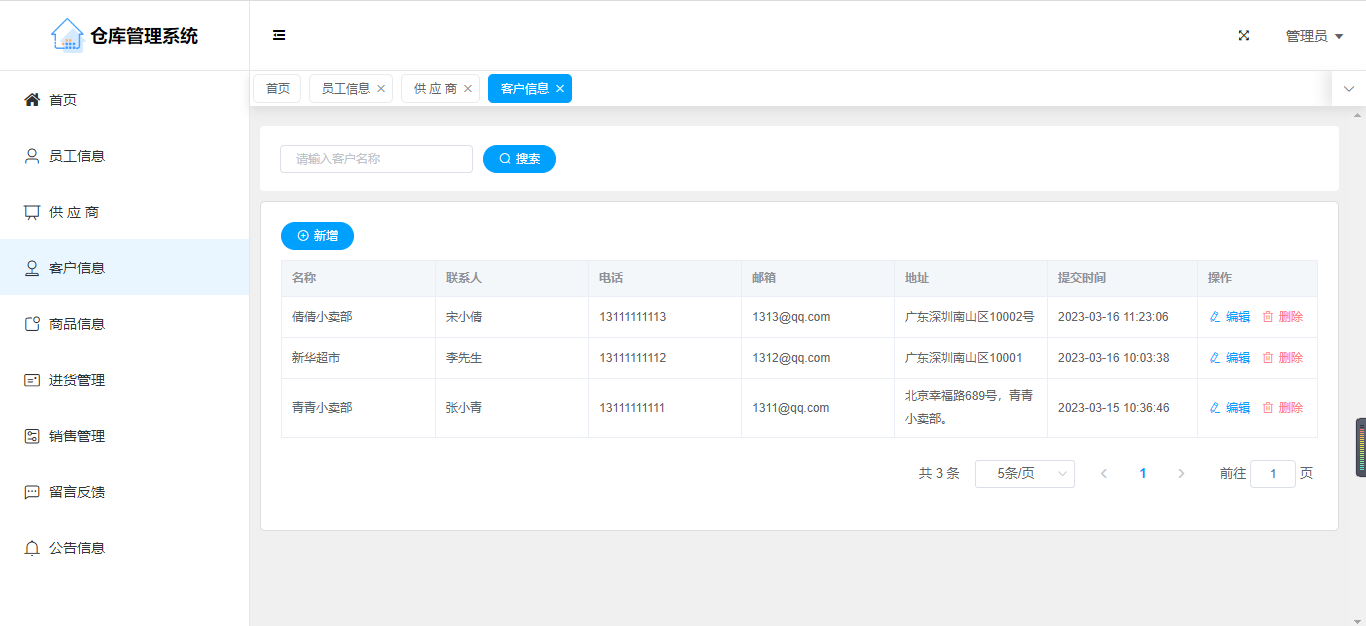 仓库管理系统
管理员
首页 员工信息 供 应 商 客户信息
首页
员工信息
供 应 商
客户信息
商品信息
进货管理
销售管理
留言反馈
公告信息
请输入客户名称 搜索
新增
名称 联系人 电话 邮箱 地址 提交时间 操作
倩倩小卖部 宋小倩 13111111113 1313@qq.com 广东深圳南山区10002号 2023-03-16 11:23:06 编辑 删除
新华超市 李先生 13111111112 1312@qq.com 广东深圳南山区10001 2023-03-16 10:03:38 编辑 删除
青青小卖部 张小青 13111111111 1311@qq.com 北京幸福路689号，青青
小卖部。 2023-03-15 10:36:46 编辑 删除
共 3 条 5条/页 1 前往 1 页